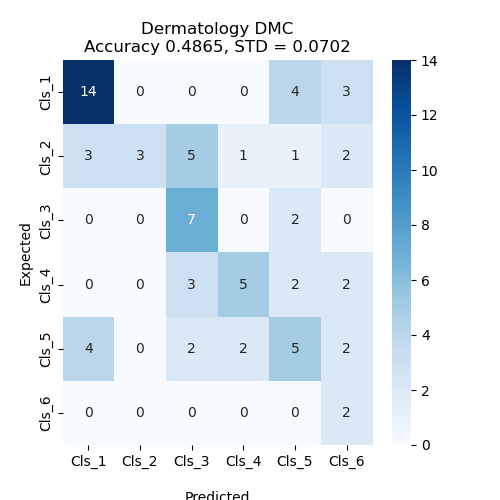 Dermatology DMC
Accuracy 0.4865, STD = 0.0702
Expected
Cls_1 14 0 0 0 4 3
Cls_2 3 3 5 1 1 2
Cls_3 0 0 7 0 2 0
Cls_4 0 0 3 5 2 2
Cls_5 4 0 2 2 5 2
Cls_6 0 0 0 0 0 2
Cls_1 Cls_2 Cls_3 Cls_4 Cls_5 Cls_6
Predicted
14
12
10
8
6
4
2
0